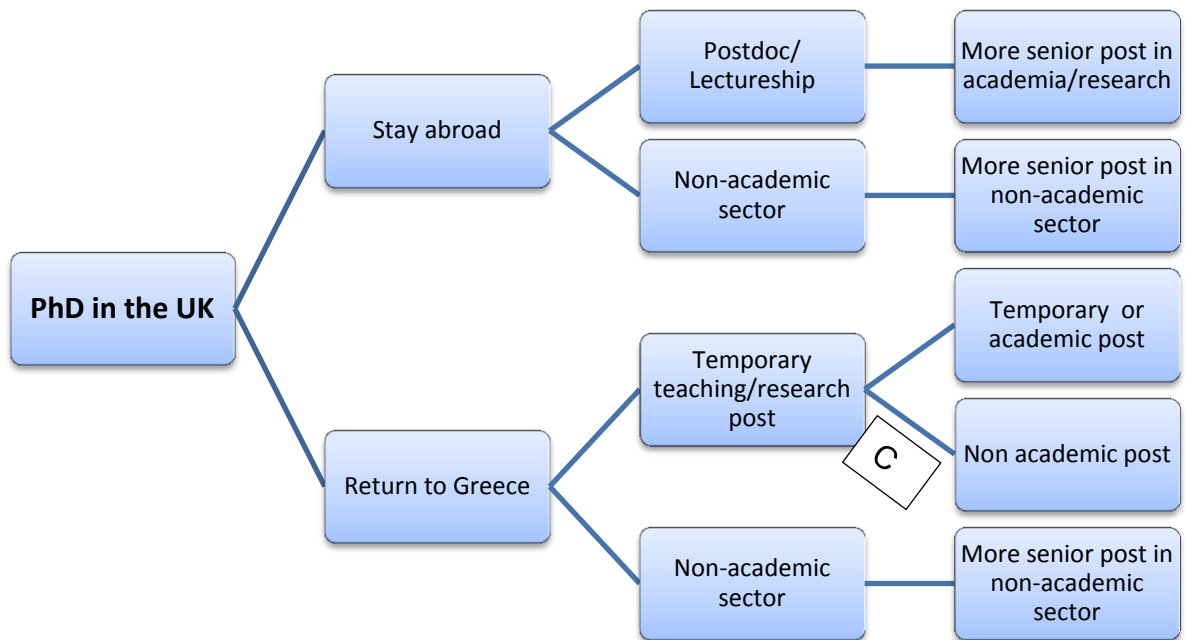 PhD in the UK
Stay abroad
Postdoc/
Lectureship
More senior post in
academia/research
Non-academic
sector
More senior post in
non-academic
sector
Return to Greece
Temporary
teaching/research
post
Temporary or
academic post
C
Non academic post
Non-academic
sector
More senior post in
non-academic
sector